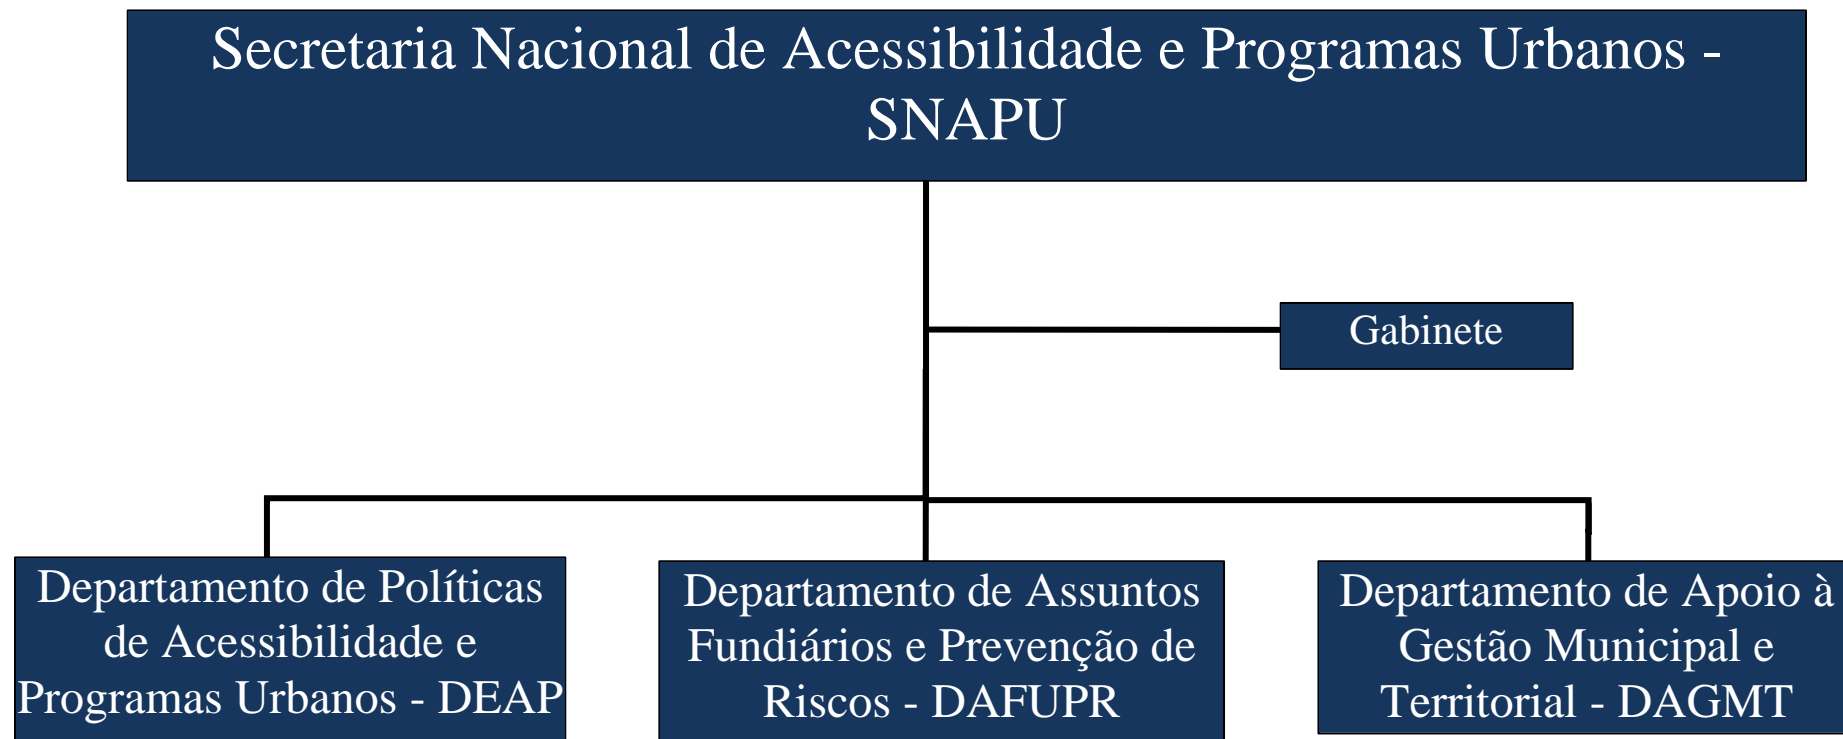 Secretaria Nacional de Acessibilidade e Programas Urbanos -
SNAPU
Gabinete
Departamento de Políticas
de Acessibilidade e
Programas Urbanos - DEAP
Departamento de Assuntos
Fundiários e Prevenção de
Riscos - DAFUPR
Departamento de Apoio à
Gestão Municipal e
Territorial - DAGMT